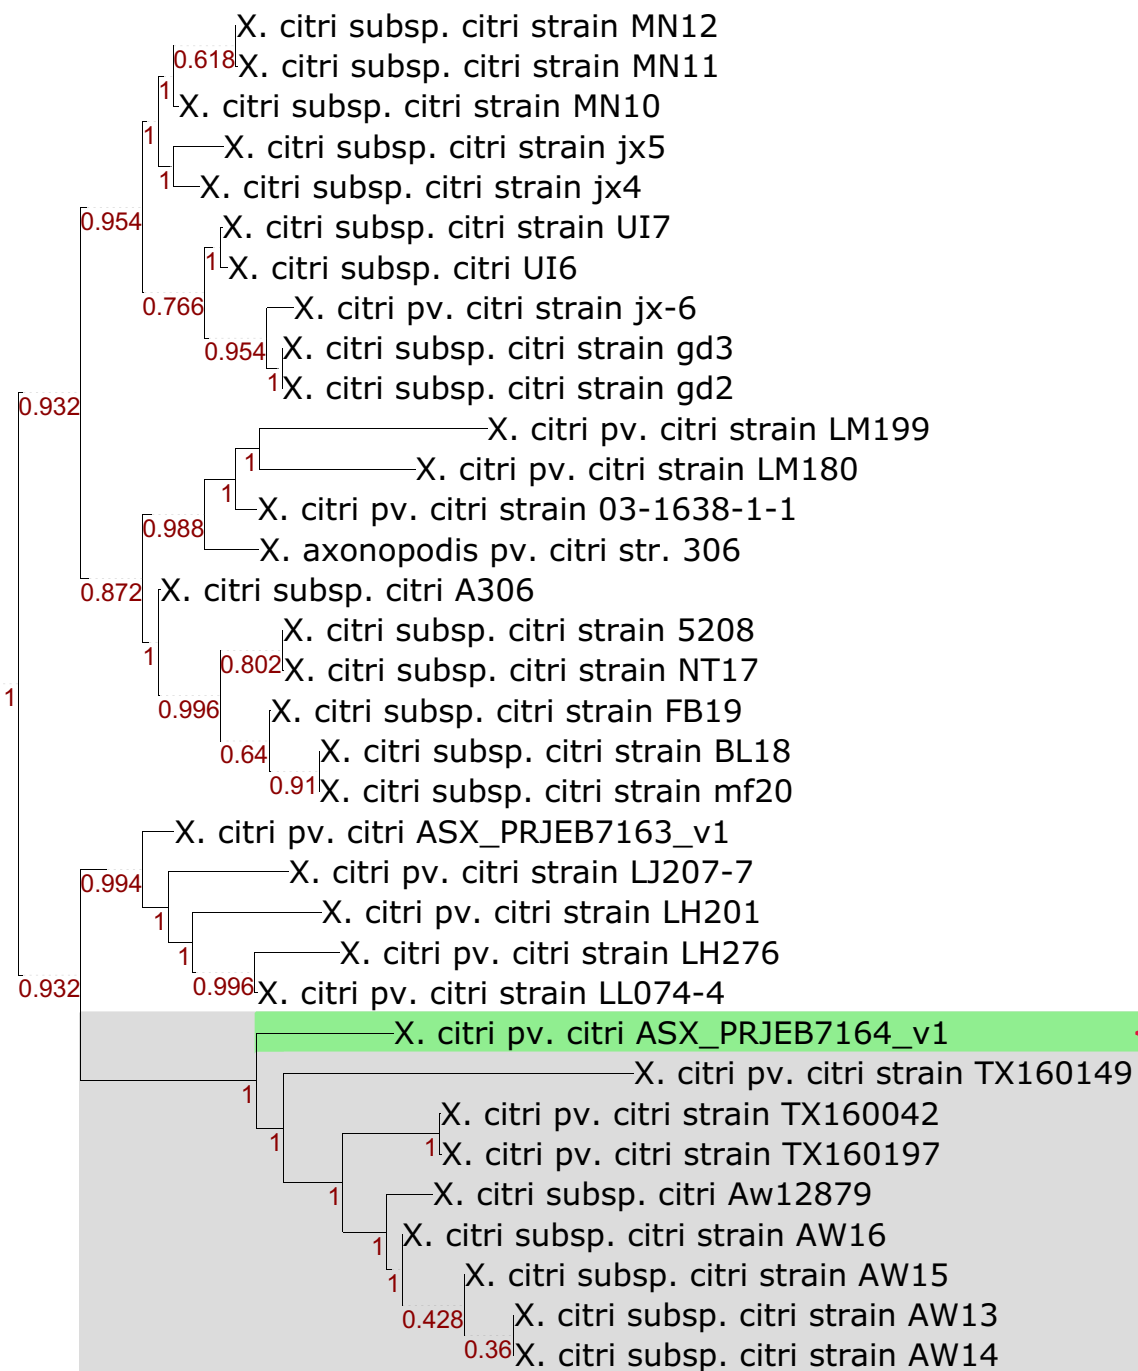 X. citri subsp. citri strain MN12
0.618
X. citri subsp. citri strain MN11
1
X. citri subsp. citri strain MN10
1
X. citri subsp. citri strain jx5
1
X. citri subsp. citri strain jx4
0.954
X. citri subsp. citri strain UI7
1
X. citri subsp. citri UI6
0.766
X. citri pv. citri strain jx-6
0.954
X. citri subsp. citri strain gd3
1
X. citri subsp. citri strain gd2
0.932
X. citri pv. citri strain LM199
1
X. citri pv. citri strain LM180
1
X. citri pv. citri strain 03-1638-1-1
0.988
X. axonopodis pv. citri str. 306
0.872
X. citri subsp. citri A306
X. citri subsp. citri strain 5208
1
0.802
X. citri subsp. citri strain NT17
1
0.996
X. citri subsp. citri strain FB19
0.64
X. citri subsp. citri strain BL18
0.91
X. citri subsp. citri strain mf20
X. citri pv. citri ASX_PRJEB7163_v1
0.994
X. citri pv. citri strain LJ207-7
1
X. citri pv. citri strain LH201
1
X. citri pv. citri strain LH276
0.932
0.996
X. citri pv. citri strain LL074-4
X. citri pv. citri ASX_PRJEB7164_v1
1
X. citri pv. citri strain TX160149
1
X. citri pv. citri strain TX160042
1
X. citri pv. citri strain TX160197
1
X. citri subsp. citri Aw12879
1
X. citri subsp. citri strain AW16
1
X. citri subsp. citri strain AW15
0.428
X. citri subsp. citri strain AW13
0.36
X. citri subsp. citri strain AW14